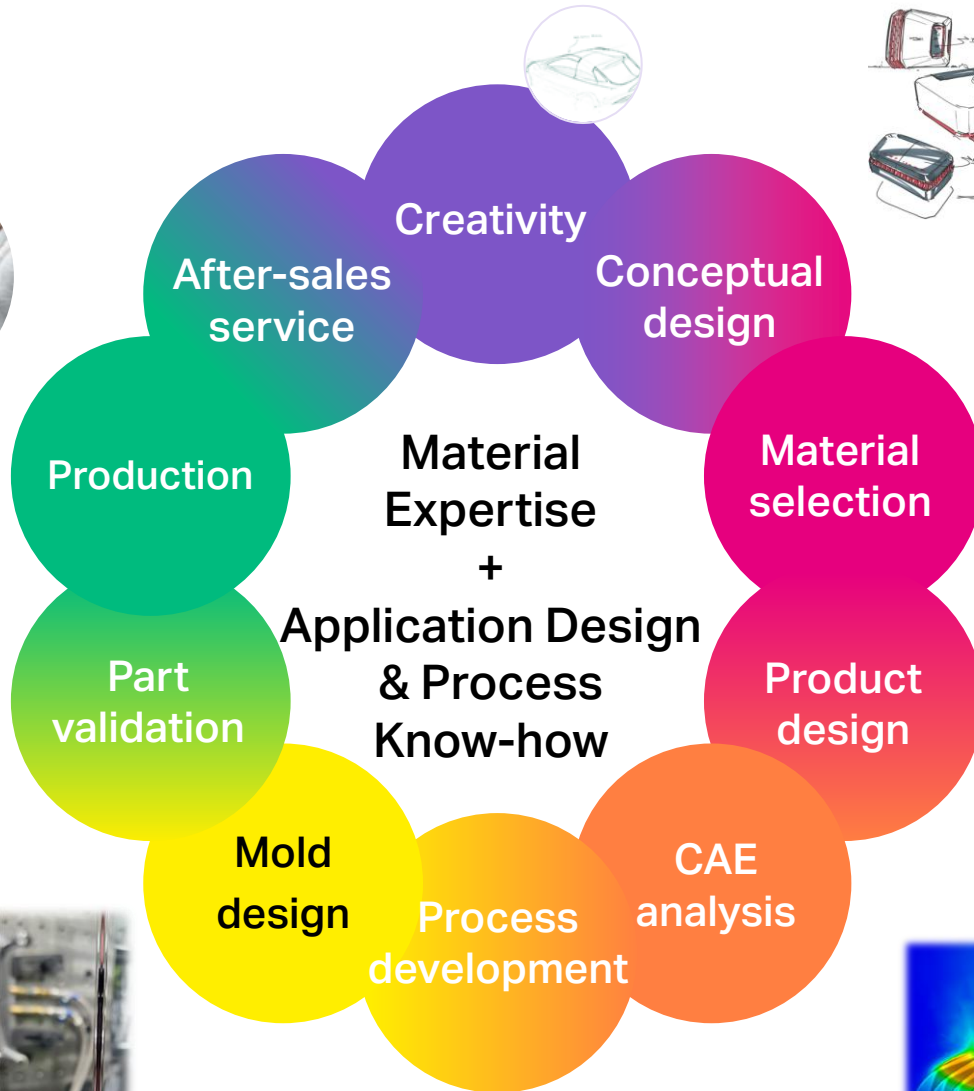 Creativity
Conceptual
design
Material
selection
Product
design
CAE
analysis
Process
development
Mold
design
Part
validation
Production
After-sales
service
Material
Expertise
+
Application Design
& Process
Know-how